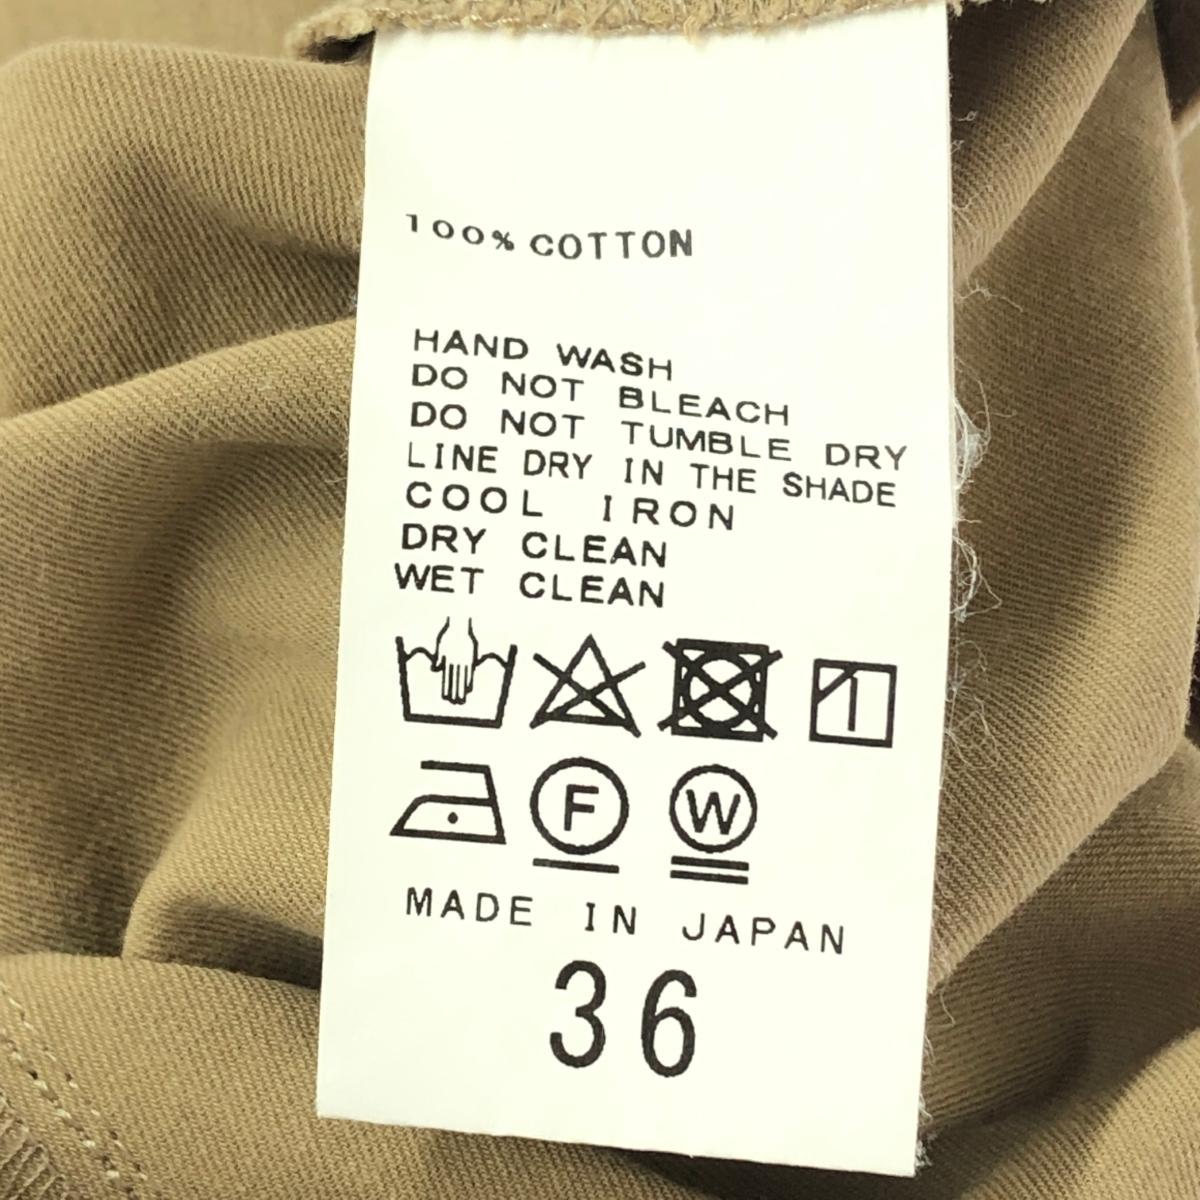 100% COTTON
HAND WASH
DO NOT BLEACH
DO NOT TUMBLE DRY
LINE DRY IN THE SHADE
COOL IRON
DRY CLEAN
WET CLEAN
F W
MADE IN JAPAN
36